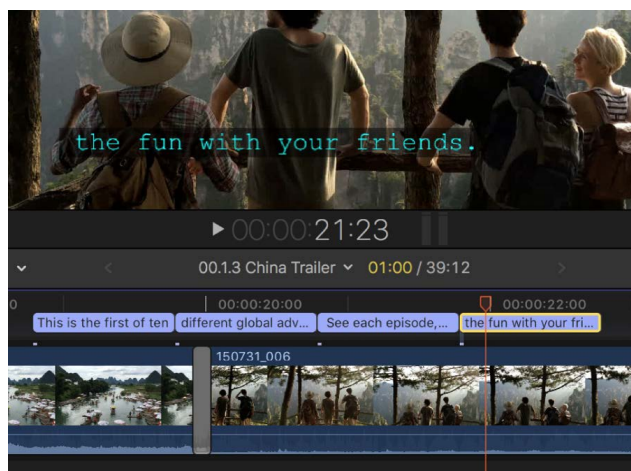 the fun with your friends.
00:00:21:23
00.1.3 China Trailer 01:00 / 39:12
0 00:00:20:00 00:00:22:00
This is the first of ten different global adv... See each episode,... the fun with your fri...
150731_006